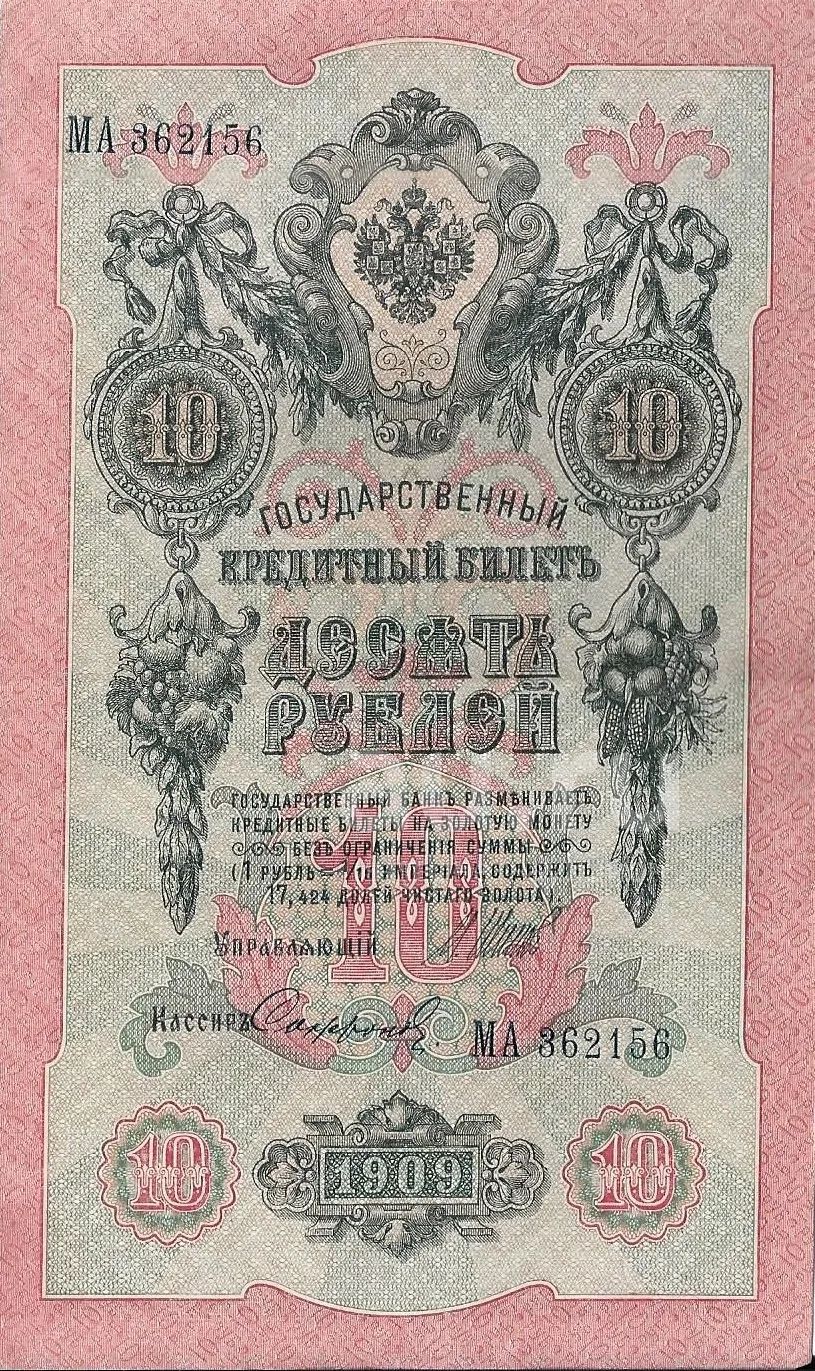 МА 362156
10
10
ГОСУДАРСТВЕННЫЙ
КРЕДИТНЫЙ БИЛЕТЪ
ДЕСЯТЬ
РУБЛЕЙ
ГОСУДАРСТВЕННЫЙ БАНКЪ РАЗМѢНИВАЕТЪ
КРЕДИТНЫЕ БИЛЕТЫ НА ЗОЛОТУЮ МОНЕТУ
БЕЗЪ ОГРАНИЧЕНІЯ СУММЫ
(1 РУБЛЬ = 1/15 ИМПЕРІАЛА, СОДЕРЖИТЪ
17,424 ДОЛЕЙ ЧИСТАГО ЗОЛОТА).
10
УПРАВЛЯЮЩІЙ
КАССИРЪ
МА 362156
10
1909
10